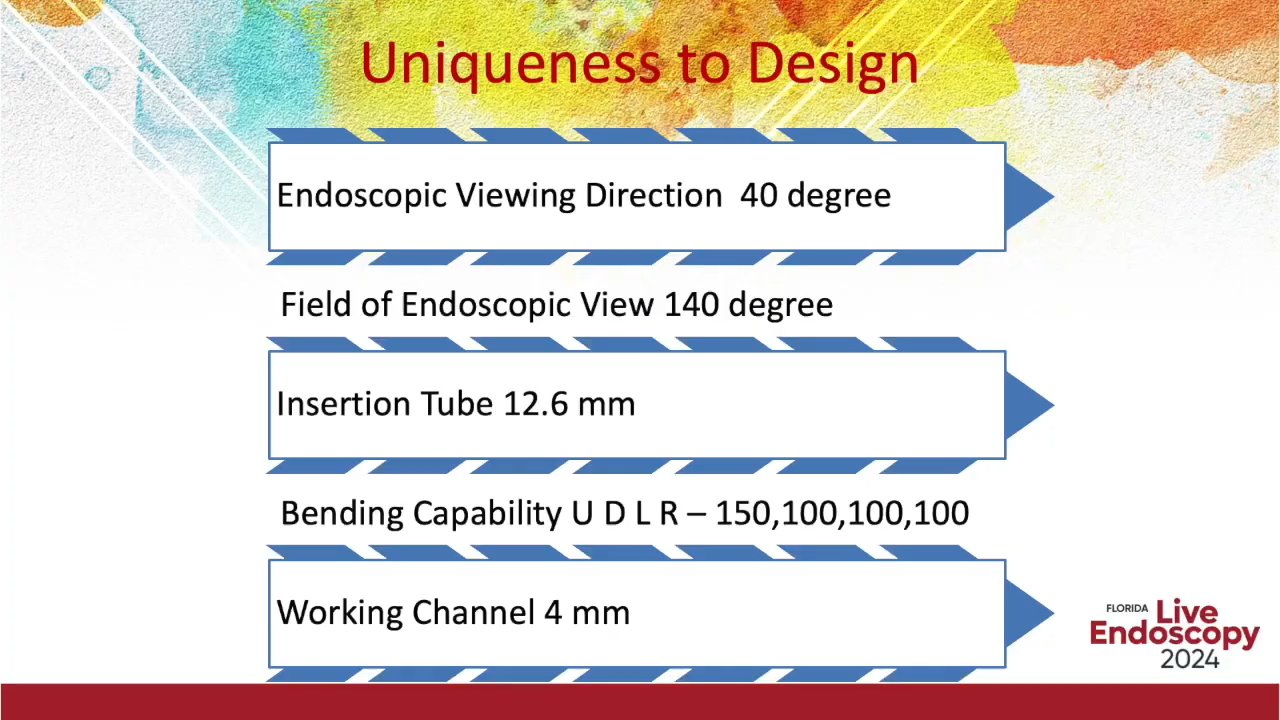 Uniqueness to Design
Endoscopic Viewing Direction 40 degree
Field of Endoscopic View 140 degree
Insertion Tube 12.6 mm
Bending Capability U D L R – 150,100,100,100
Working Channel 4 mm
FLORIDA Live
Endoscopy
2024